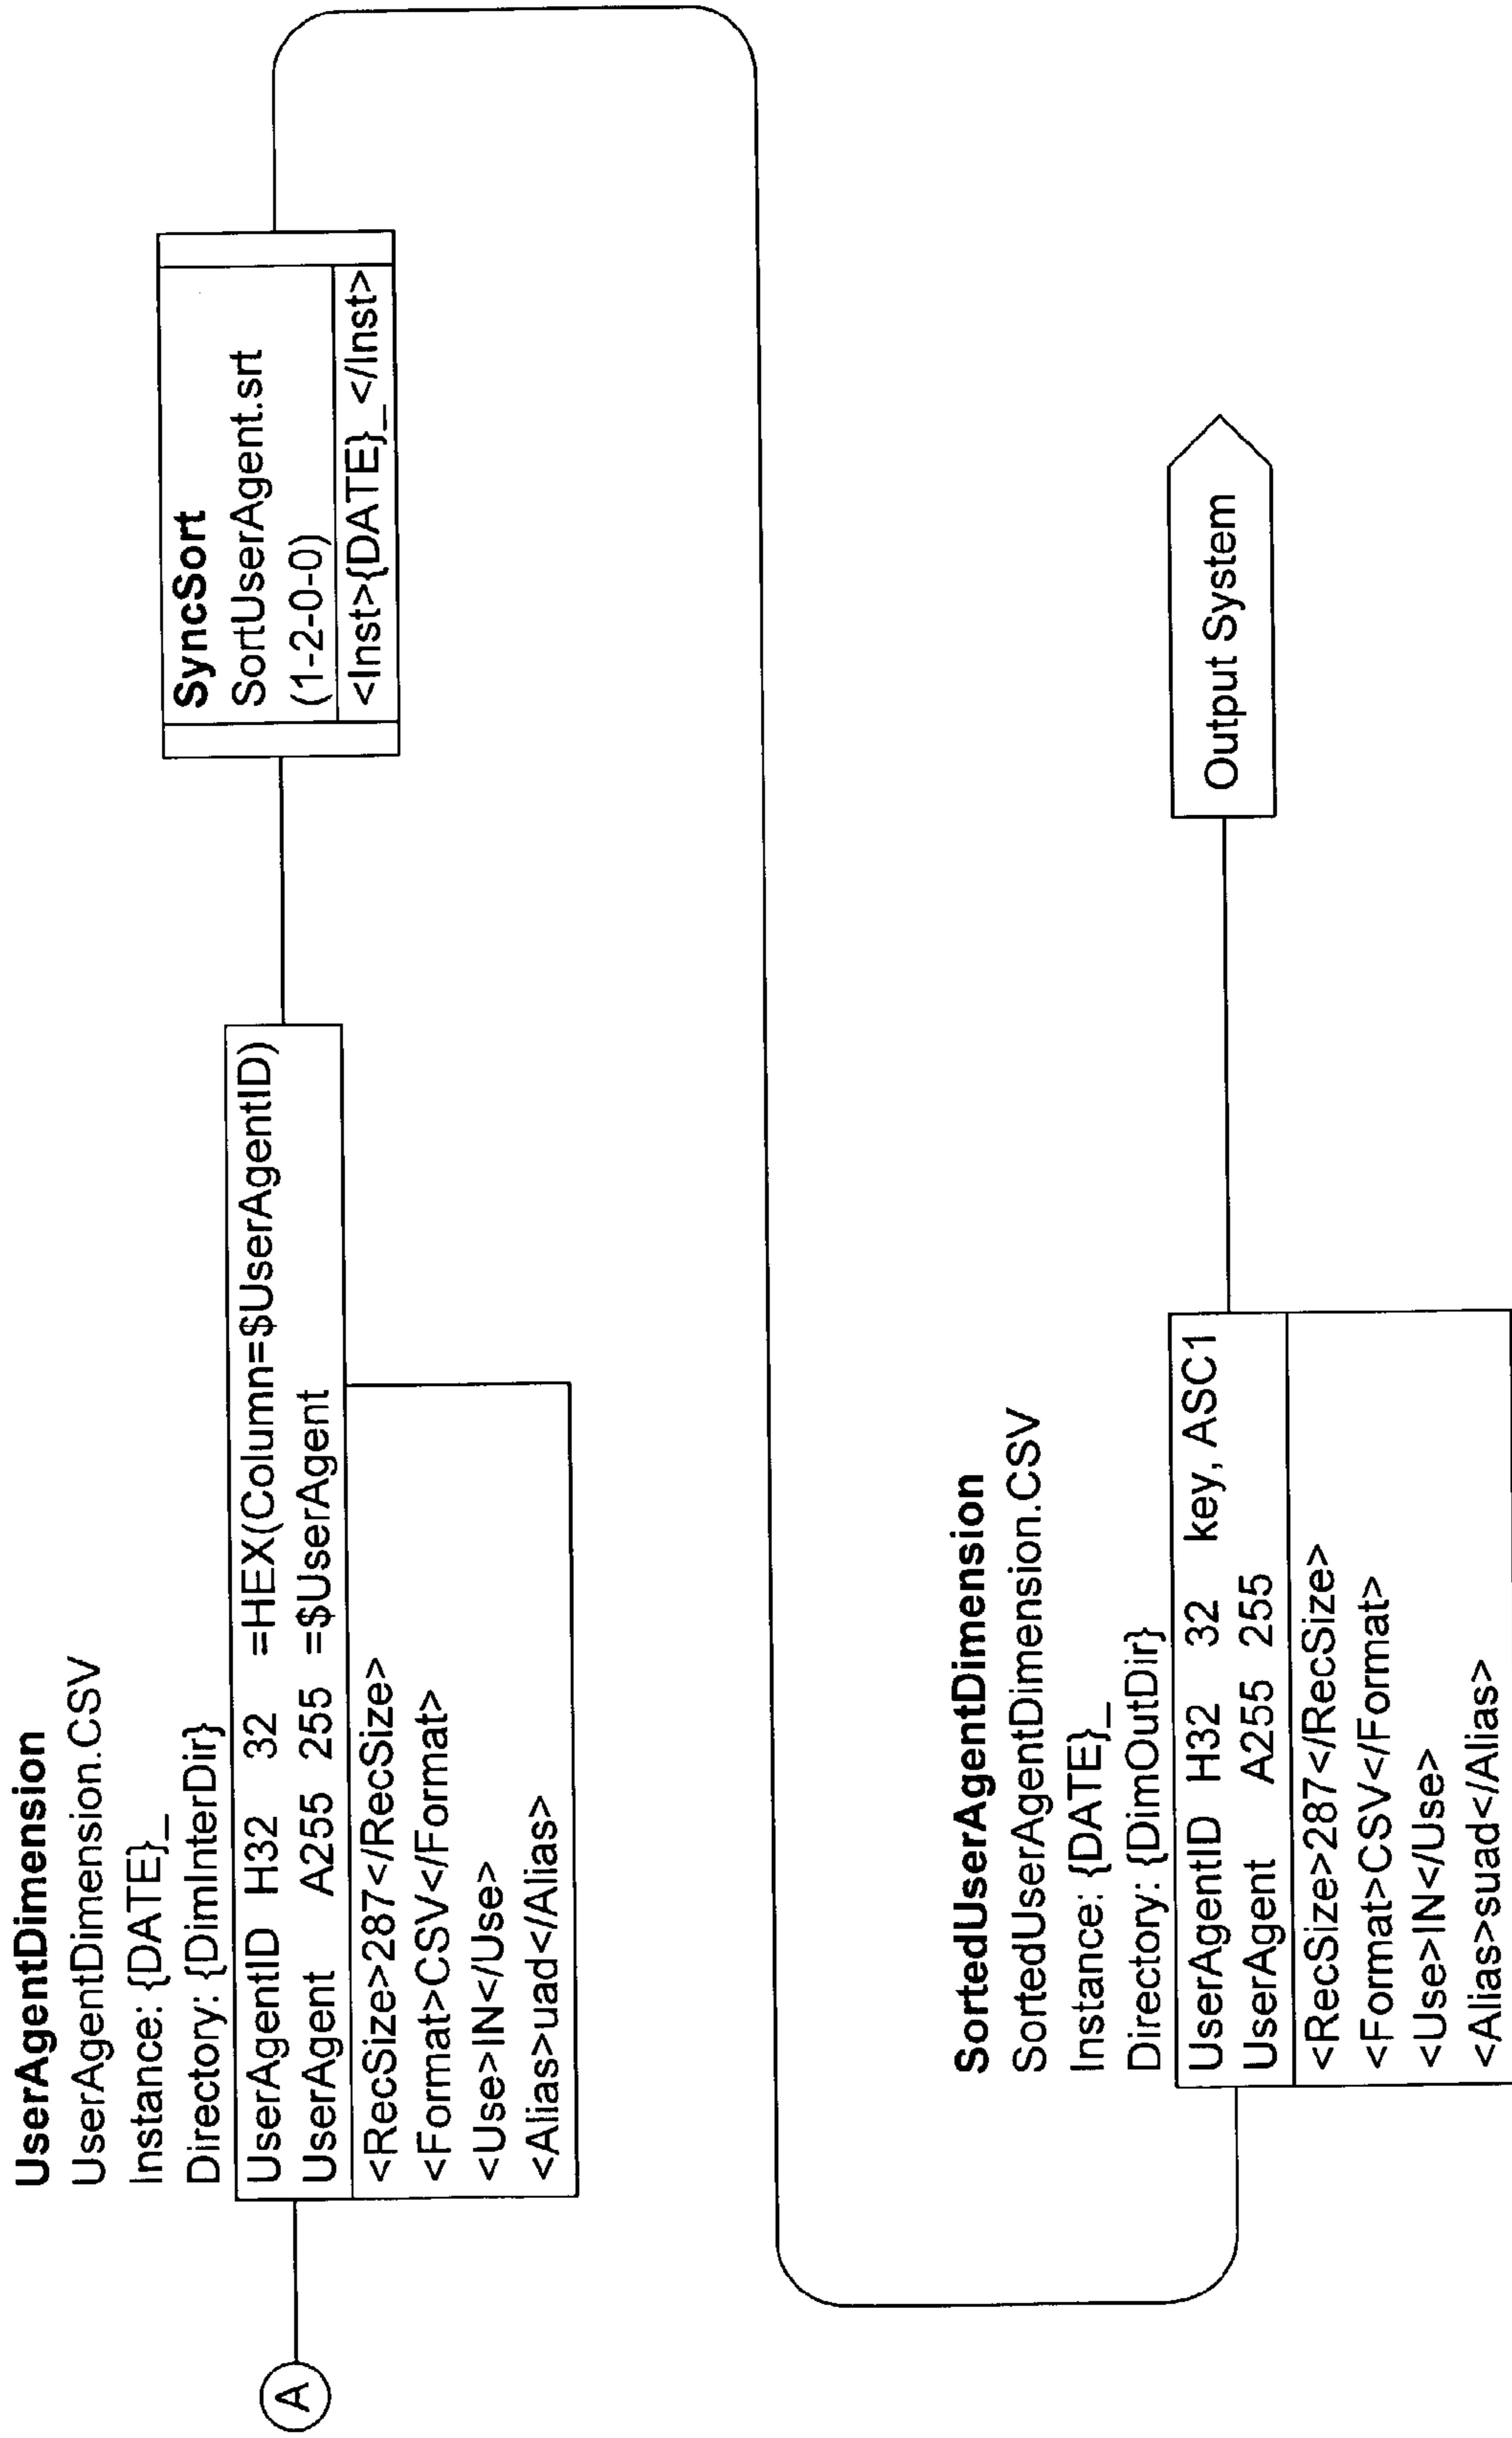 UserAgentDimension
UserAgentDimension.CSV
Instance: {DATE}_
Directory: {DimInterDir}
UserAgentID H32 32 =HEX(Column=$UserAgentID)
UserAgent A255 255 =$UserAgent
<RecSize>287</RecSize>
<Format>CSV</Format>
<Use>IN</Use>
<Alias>uad</Alias>
A
SyncSort
SortUserAgent.srt
(1-2-0-0)
<Inst>{DATE}_</Inst>
SortedUserAgentDimension
SortedUserAgentDimension.CSV
Instance: {DATE}_
Directory: {DimOutDir}
UserAgentID H32 32 key, ASC1
UserAgent A255 255
<RecSize>287</RecSize>
<Format>CSV</Format>
<Use>IN</Use>
<Alias>suad</Alias>
Output System